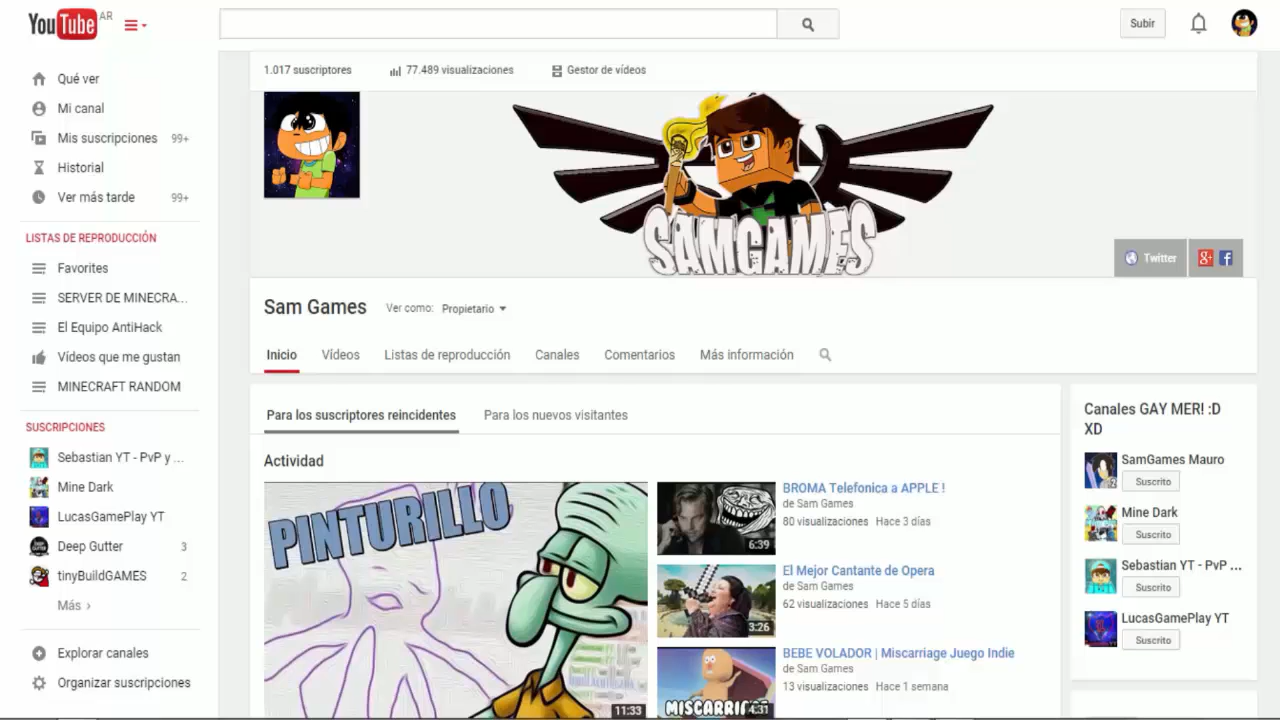 YouTube AR
Subir
Qué ver
Mi canal
Mis suscripciones 99+
Historial
Ver más tarde 99+
LISTAS DE REPRODUCCIÓN
Favorites
SERVER DE MINECRA...
El Equipo AntiHack
Vídeos que me gustan
MINECRAFT RANDOM
SUSCRIPCIONES
Sebastian YT - PvP y ...
Mine Dark
LucasGamePlay YT
Deep Gutter 3
tinyBuildGAMES 2
Más ›
Explorar canales
Organizar suscripciones
1.017 suscriptores 77.489 visualizaciones Gestor de vídeos
SAMGAMES
Twitter g+ f
Sam Games Ver como: Propietario
Inicio Vídeos Listas de reproducción Canales Comentarios Más información
Para los suscriptores reincidentes Para los nuevos visitantes
Actividad
PINTURILLO
11:33
6:39
BROMA Telefonica a APPLE !
de Sam Games
80 visualizaciones Hace 3 días
3:26
El Mejor Cantante de Opera
de Sam Games
62 visualizaciones Hace 5 días
MISCARRIAGE
4:31
BEBE VOLADOR | Miscarriage Juego Indie
de Sam Games
13 visualizaciones Hace 1 semana
Canales GAY MER! :D
XD
SamGames Mauro
Suscrito
Mine Dark
Suscrito
Sebastian YT - PvP ...
Suscrito
LucasGamePlay YT
Suscrito